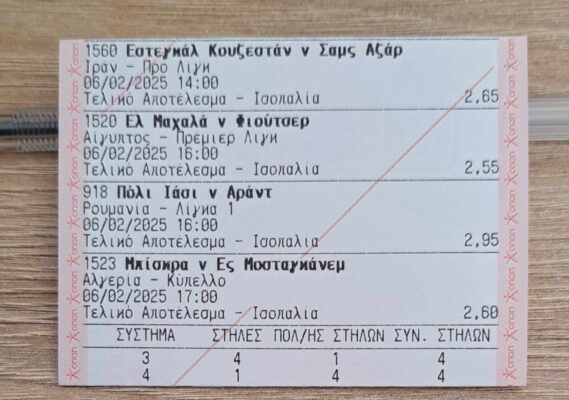 1560 Εστεγκάλ Κουζεστάν v Σαμς Αζάρ
Ιράν - Προ Λιγκ
06/02/2025 14:00
Τελικό Αποτέλεσμα - Ισοπαλία 2,65
1520 Ελ Μαχαλά v Φιούτσερ
Αίγυπτος - Πρέμιερ Λιγκ
06/02/2025 16:00
Τελικό Αποτέλεσμα - Ισοπαλία 2,55
918 Πόλι Ιάσι v Αράντ
Ρουμανία - Λίγκα 1
06/02/2025 16:00
Τελικό Αποτέλεσμα - Ισοπαλία 2,95
1523 Μπίσκρα v Ες Μοσταγκάνεμ
Αλγερία - Κύπελλο
06/02/2025 17:00
Τελικό Αποτέλεσμα - Ισοπαλία 2,60
ΣΥΣΤΗΜΑ ΣΤΗΛΕΣ ΠΟΛ/ΗΣ ΣΤΗΛΩΝ ΣΥΝ. ΣΤΗΛΩΝ
3 4 1 4
4 1 4 4